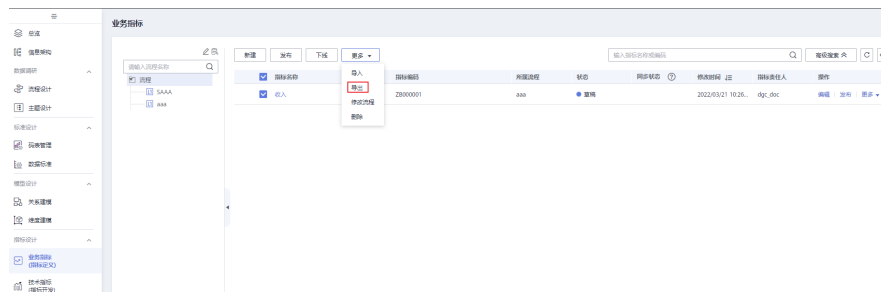 总览
信息架构
数据调研
流程设计
主题设计
标准设计
码表管理
数据标准
模型设计
关系建模
维度建模
指标设计
业务指标
(指标定义)
技术指标
(指标开发)
业务指标
请输入流程名称
流程
SAAA
aaa
新建 发布 下线 更多
输入指标名称或编码
高级搜索
导入
导出
修改流程
删除
指标名称 指标编码 所属流程 状态 同步状态 修改时间 指标责任人 操作
收入 ZB000001 aaa 草稿 2022/03/21 10:26... dgc_doc 编辑 发布 更多